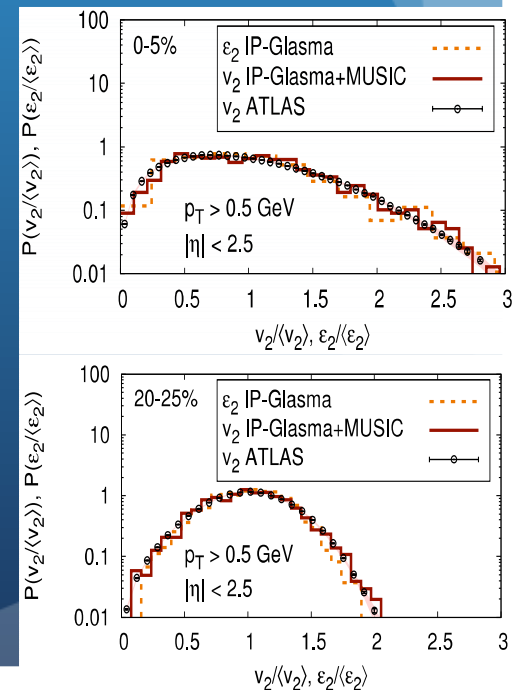 100
10
1
0.1
0.01
P(v₂/⟨v₂⟩), P(ε₂/⟨ε₂⟩)
0-5%
ε₂ IP-Glasma
v₂ IP-Glasma+MUSIC
v₂ ATLAS
p_T > 0.5 GeV
|η| < 2.5
0 0.5 1 1.5 2 2.5 3
v₂/⟨v₂⟩, ε₂/⟨ε₂⟩
100
10
1
0.1
0.01
P(v₂/⟨v₂⟩), P(ε₂/⟨ε₂⟩)
20-25%
ε₂ IP-Glasma
v₂ IP-Glasma+MUSIC
v₂ ATLAS
p_T > 0.5 GeV
|η| < 2.5
0 0.5 1 1.5 2 2.5 3
v₂/⟨v₂⟩, ε₂/⟨ε₂⟩